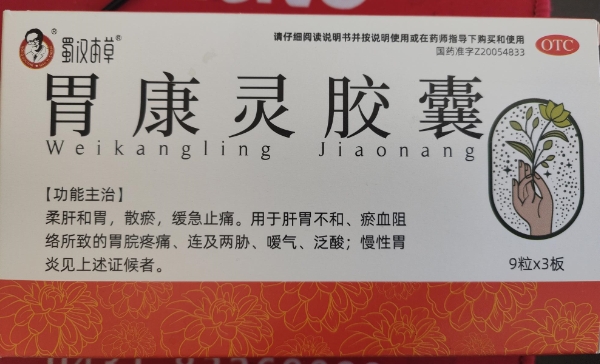 蜀汉本草
请仔细阅读说明书并按说明使用或在药师指导下购买和使用
国药准字Z20054833
OTC
胃康灵胶囊
Weikangling Jiaonang
【功能主治】
柔肝和胃，散瘀，缓急止痛。用于肝胃不和、瘀血阻
络所致的胃脘疼痛、连及两胁、嗳气、泛酸；慢性胃
炎见上述证候者。
9粒x3板